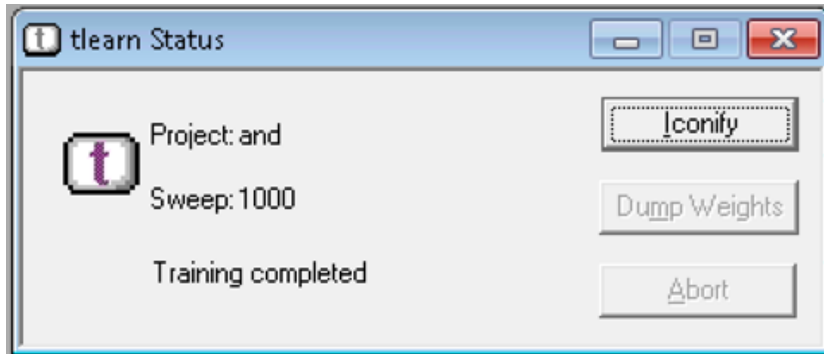 tlearn Status
Project: and
Iconify
Sweep: 1000
Dump Weights
Training completed
Abort